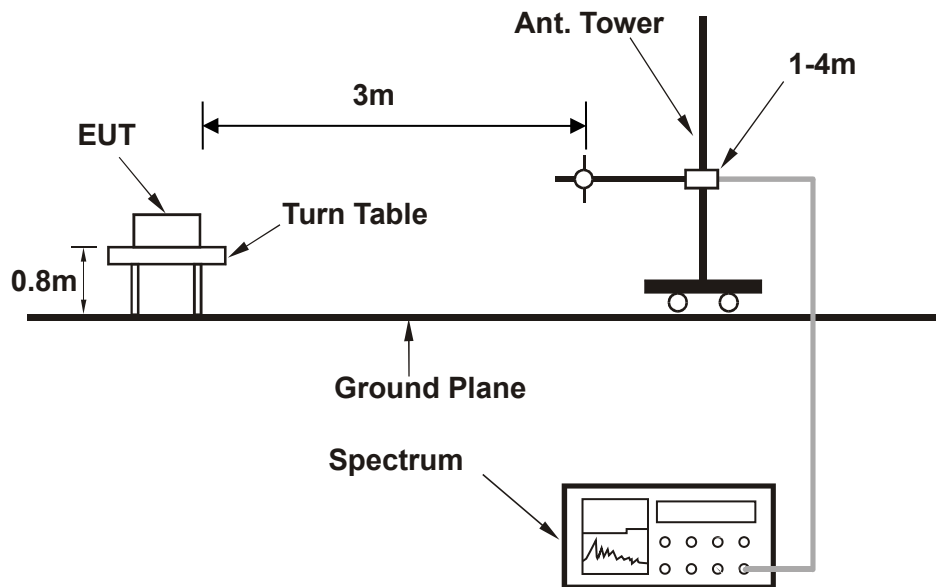 Ant. Tower
1-4m
3m
EUT
Turn Table
0.8m
Ground Plane
Spectrum